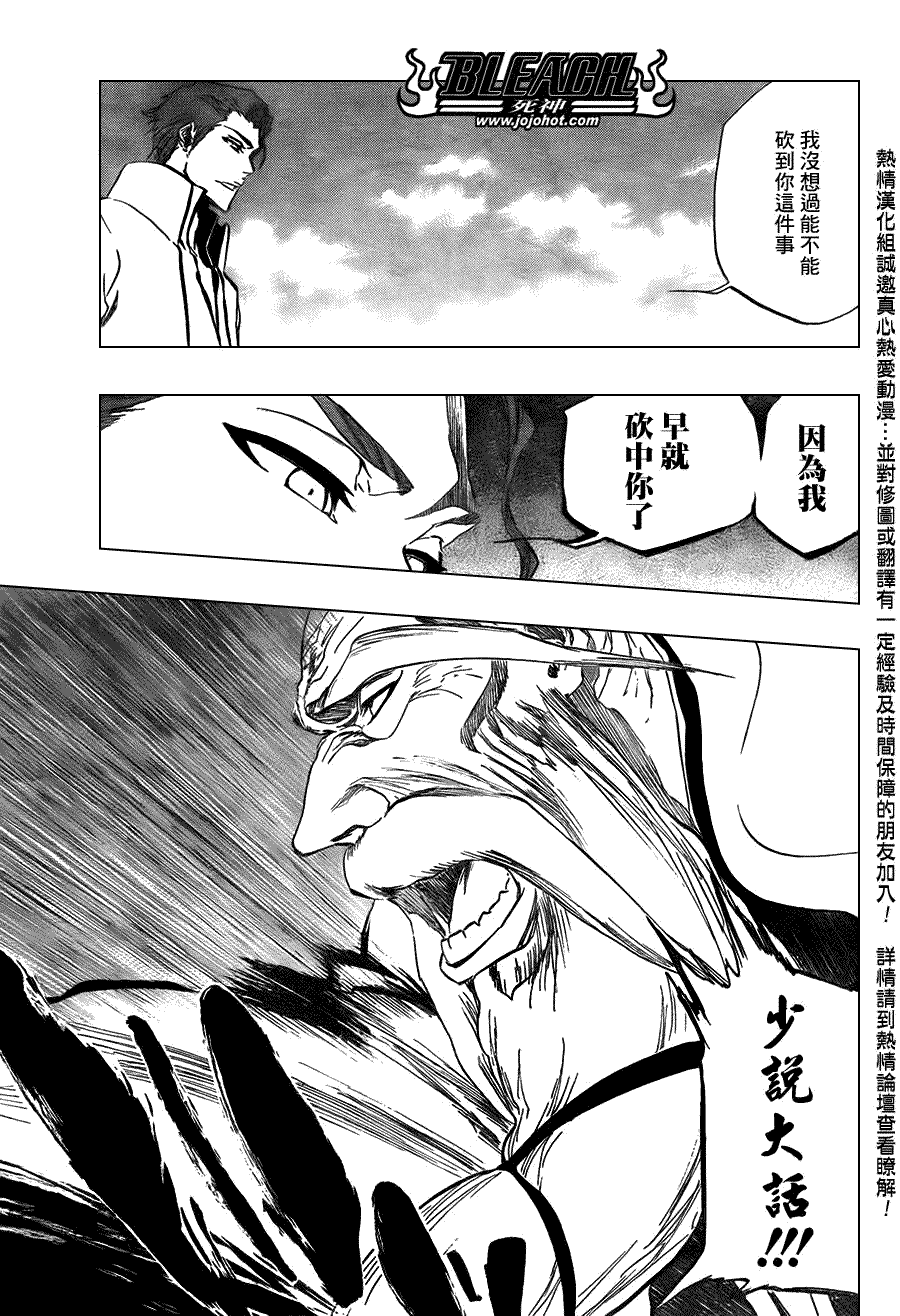 BLEACH
死神
www.jojohot.com
我沒想過能不能
砍到你這件事
因為我
早就
砍中你了
少説大話!!!
熱情漢化組誠邀真心熱愛動漫…並對修圖或翻譯有一定經驗及時間保障的朋友加入！ 詳情請到熱情論壇查看瞭解！